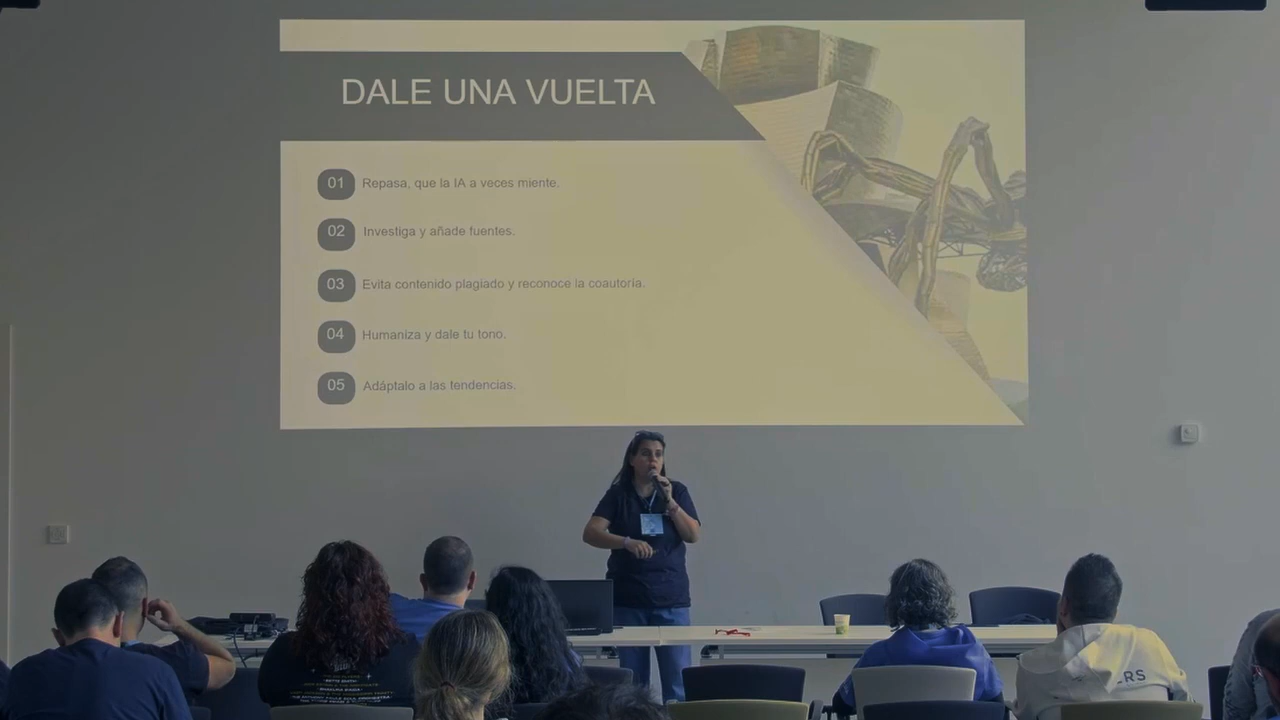 DALE UNA VUELTA
01 Repasa, que la IA a veces miente.
02 Investiga y añade fuentes.
03 Evita contenido plagiado y reconoce la coautoría.
04 Humaniza y dale tu tono.
05 Adáptalo a las tendencias.
ERS